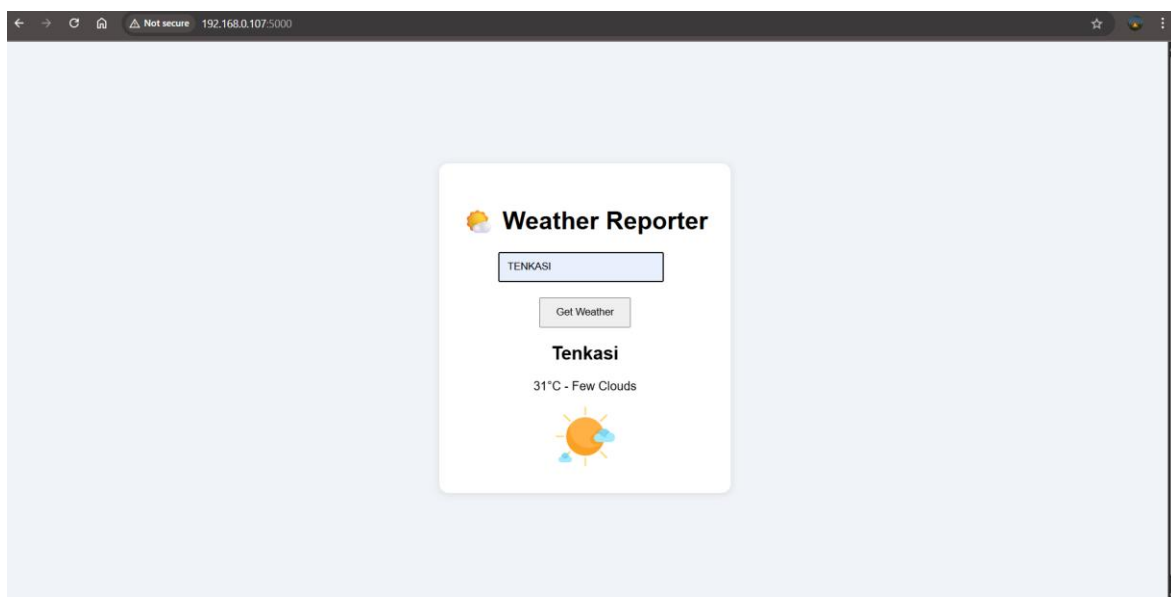 Not secure 192.168.0.107:5000
Weather Reporter
TENKASI
Get Weather
Tenkasi
31°C - Few Clouds